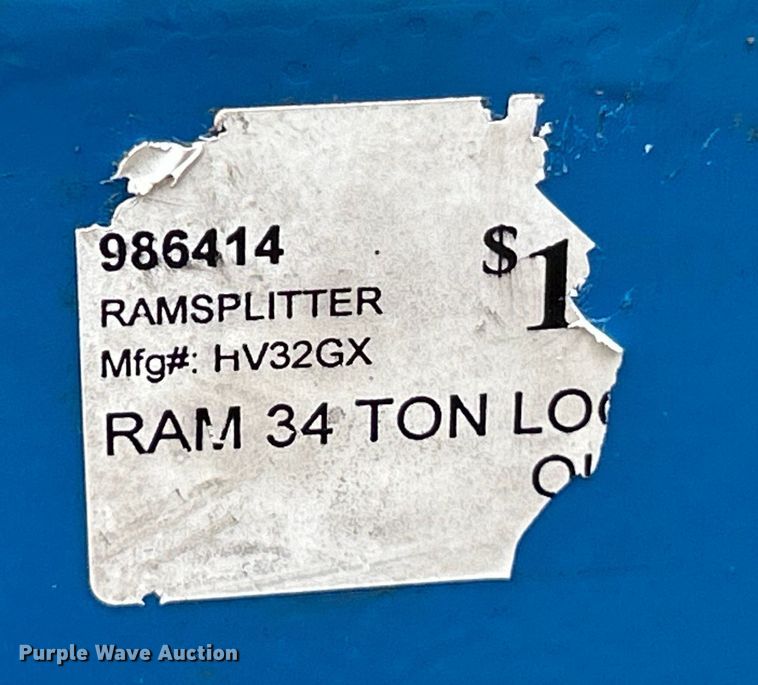 986414
$1
RAMSPLITTER
Mfg#: HV32GX
RAM 34 TON
Purple Wave Auction